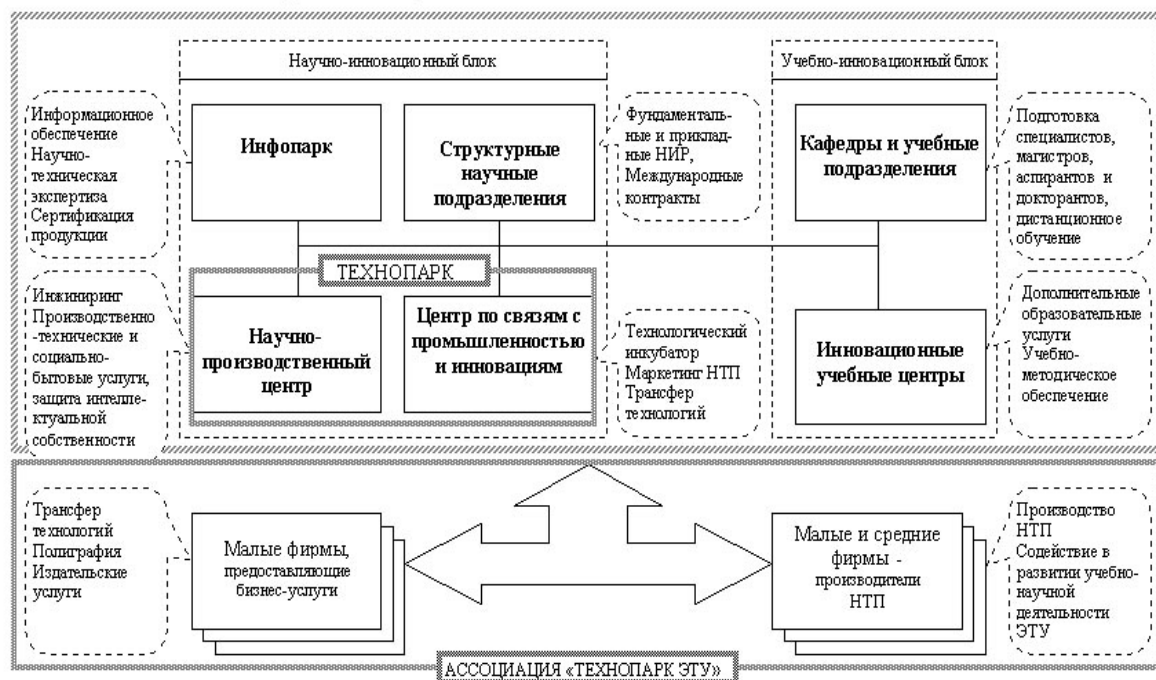 Научно-инновационный блок
Учебно-инновационный блок
Информационное
обеспечение
Научно-
техническая
экспертиза
Сертификация
продукции
Инфопарк
Структурные
научные
подразделения
Фундаменталь-
ные и приклад-
ные НИР,
Международные
контракты
Кафедры и учебные
подразделения
Подготовка
специалистов,
магистров,
аспирантов и
докторантов,
дистанционное
обучение
ТЕХНОПАРК
Инжиниринг
Производственно
-технические и
социально-
бытовые услуги,
защита интеллe-
ктуальной
собственности
Научно-
производственный
центр
Центр по связям с
промышленностью
и инновациям
Технологический
инкубатор
Маркетинг НТП
Трансфер
технологий
Инновационные
учебные центры
Дополнительные
образовательные
услуги
Учебно-
методическое
обеспечение
Трансфер
технологий
Полиграфия
Издательские
услуги
Малые фирмы,
предоставляющие
бизнес-услуги
Малые и средние
фирмы -
производители
НТП
Производство
НТП
Содействие в
развитии учебно-
научной
деятельности
ЭТУ
АССОЦИАЦИЯ «ТЕХНОПАРК ЭТУ»